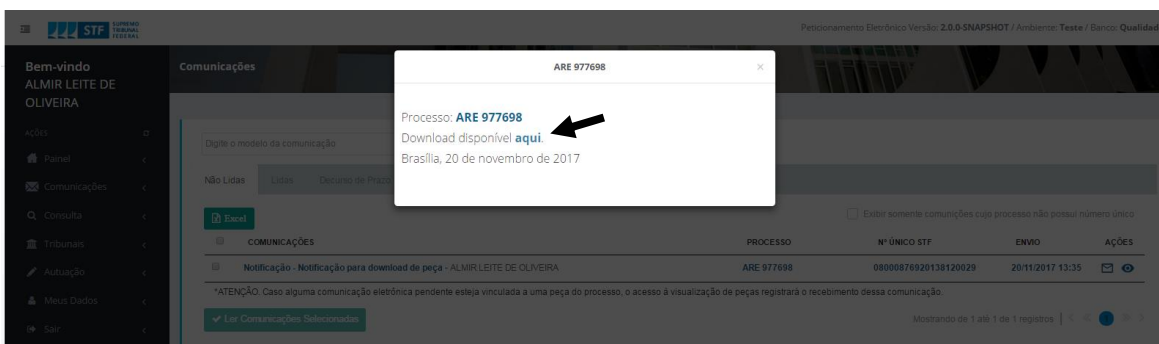 STF SUPREMO TRIBUNAL FEDERAL
Peticionamento Eletrônico Versão: 2.0.0-SNAPSHOT / Ambiente: Teste / Banco: Qualidad
Bem-vindo
ALMIR LEITE DE
OLIVEIRA
AÇÕES
Painel
Comunicações
Consulta
Tribunais
Autuação
Meus Dados
Sair
Comunicações
ARE 977698
×
Processo: ARE 977698
Download disponível aqui.
Brasília, 20 de novembro de 2017
Digite o modelo da comunicação
Não Lidas Lidas Decurso de Prazo
Excel
Exibir somente comunições cujo processo não possui número único
COMUNICAÇÕES PROCESSO Nº ÚNICO STF ENVIO AÇÕES
Notificação - Notificação para download de peça - ALMIR LEITE DE OLIVEIRA ARE 977698 08000876920138120029 20/11/2017 13:35
*ATENÇÃO: Caso alguma comunicação eletrônica pendente esteja vinculada a uma peça do processo, o acesso à visualização de peças registrará o recebimento dessa comunicação.
Ler Comunicações Selecionadas
Mostrando de 1 até 1 de 1 registros 1